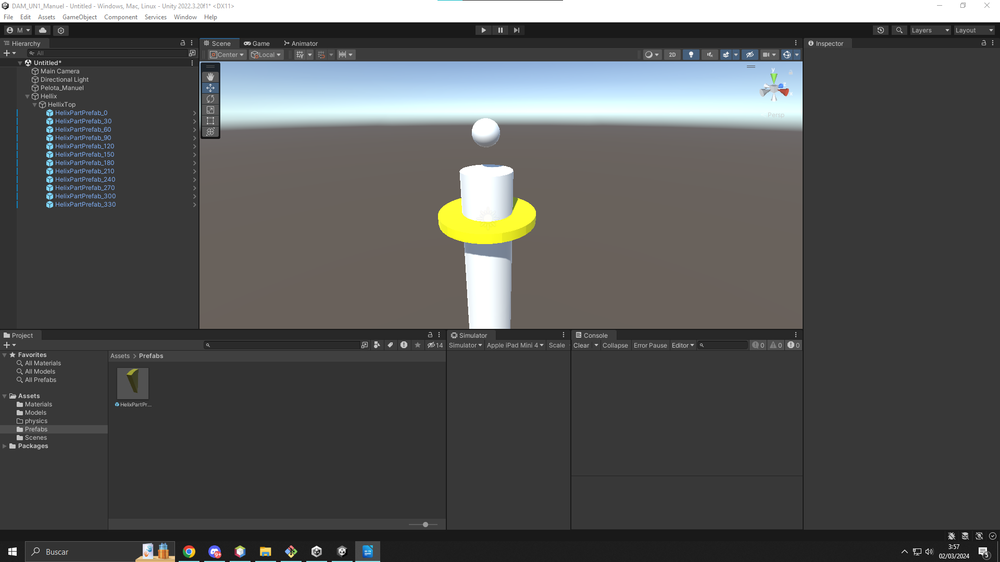 DAM_UN1_Manuel - Untitled - Windows, Mac, Linux - Unity 2022.3.20f1* <DX11>
File Edit Assets GameObject Component Services Window Help
M
Layers Layout
Hierarchy
All
Untitled*
Main Camera
Directional Light
Pelota_Manuel
Hellix
HellixTop
HelixPartPrefab_0
HelixPartPrefab_30
HelixPartPrefab_60
HelixPartPrefab_90
HelixPartPrefab_120
HelixPartPrefab_150
HelixPartPrefab_180
HelixPartPrefab_210
HelixPartPrefab_240
HelixPartPrefab_270
HelixPartPrefab_300
HelixPartPrefab_330
Scene Game Animator
Center Local 2D
y
z
x
Persp
Inspector
Project
14
Favorites
All Materials
All Models
All Prefabs
Assets
Materials
Models
physics
Prefabs
Scenes
Packages
Assets > Prefabs
HelixPartPr...
Simulator
Simulator Apple iPad Mini 4 Scale
Console
Clear Collapse Error Pause Editor 0 0 0
Buscar
9+
3:57
02/03/2024
5